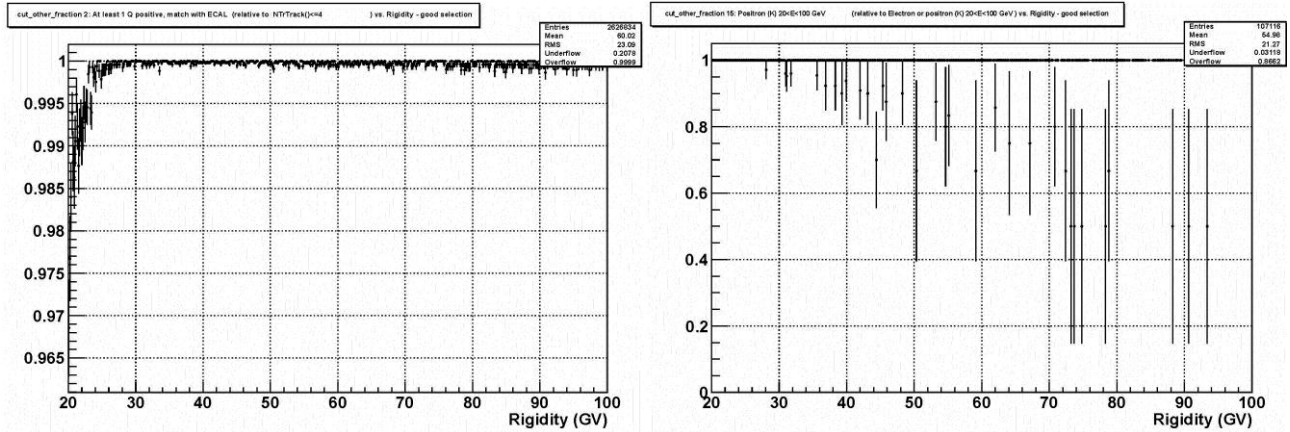 cut_other_fraction 2: At least 1 Q positive, match with ECAL (relative to NTrTrack()<=4 ) vs. Rigidity - good selection
Entries 2626834
Mean 60.02
RMS 23.09
Underflow 0.2079
Overflow 0.9999
1
0.995
0.99
0.985
0.98
0.975
0.97
0.965
20 30 40 50 60 70 80 90 100
Rigidity (GV)
cut_other_fraction 15: Positron (K) 20<E<100 GeV (relative to Electron or positron (K) 20<E<100 GeV ) vs. Rigidity - good selection
Entries 107116
Mean 54.98
RMS 21.27
Underflow 0.03119
Overflow 0.8662
1
0.8
0.6
0.4
0.2
0
20 30 40 50 60 70 80 90 100
Rigidity (GV)